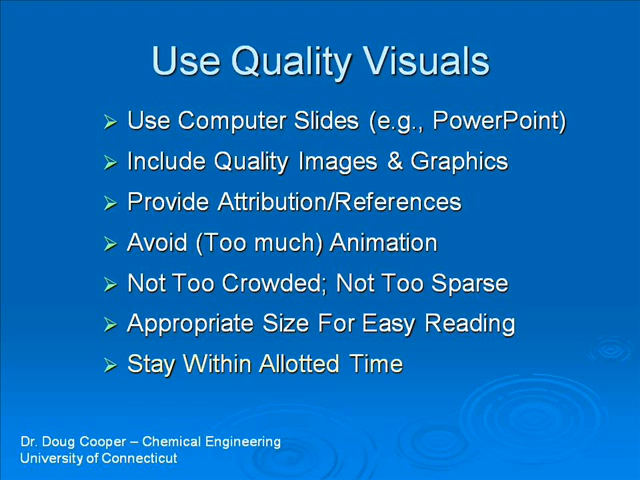 Use Quality Visuals
Use Computer Slides (e.g., PowerPoint)
Include Quality Images & Graphics
Provide Attribution/References
Avoid (Too much) Animation
Not Too Crowded; Not Too Sparse
Appropriate Size For Easy Reading
Stay Within Allotted Time
Dr. Doug Cooper – Chemical Engineering
University of Connecticut